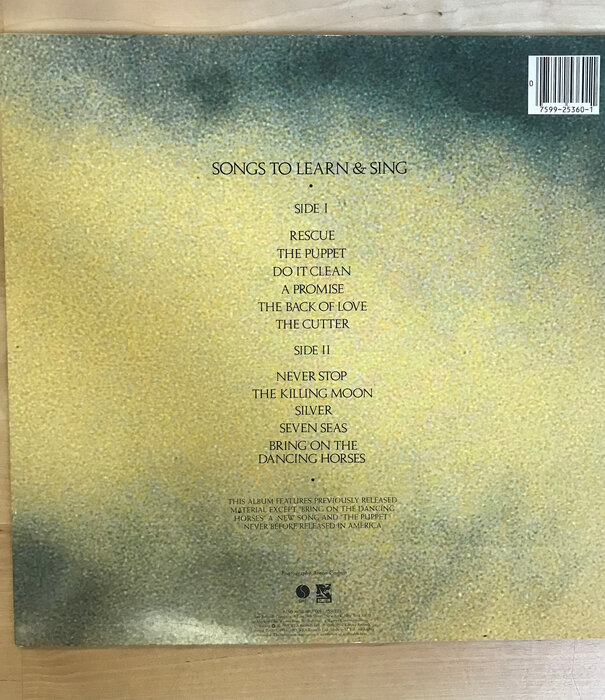 0
7599-25360-1
SONGS TO LEARN & SING
SIDE I
RESCUE
THE PUPPET
DO IT CLEAN
A PROMISE
THE BACK OF LOVE
THE CUTTER
SIDE II
NEVER STOP
THE KILLING MOON
SILVER
SEVEN SEAS
BRING ON THE
DANCING HORSES
THIS ALBUM FEATURES PREVIOUSLY RELEASED
MATERIAL EXCEPT "BRING ON THE DANCING
HORSES" A NEW SONG AND "THE PUPPET"
NEVER BEFORE RELEASED IN AMERICA